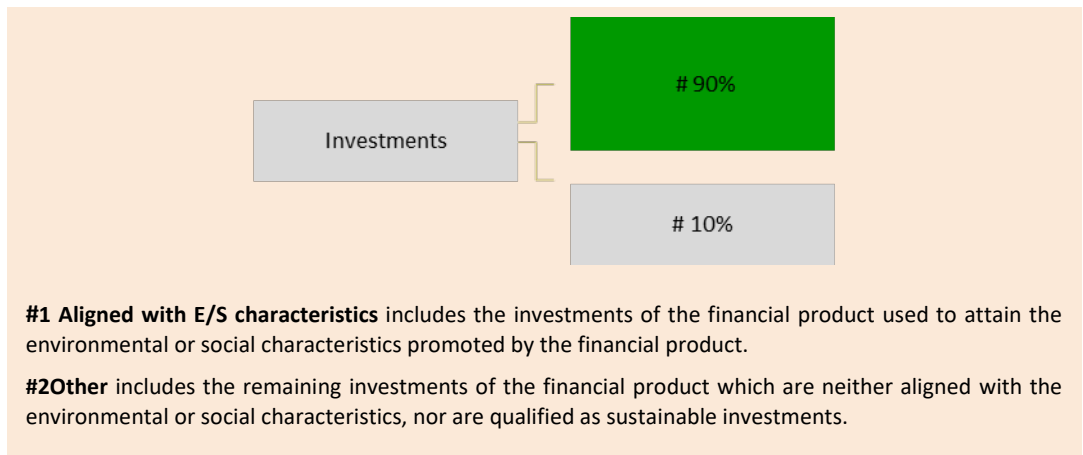 # 90%
Investments
# 10%
#1 Aligned with E/S characteristics includes the investments of the financial product used to attain the
environmental or social characteristics promoted by the financial product.
#2Other includes the remaining investments of the financial product which are neither aligned with the
environmental or social characteristics, nor are qualified as sustainable investments.